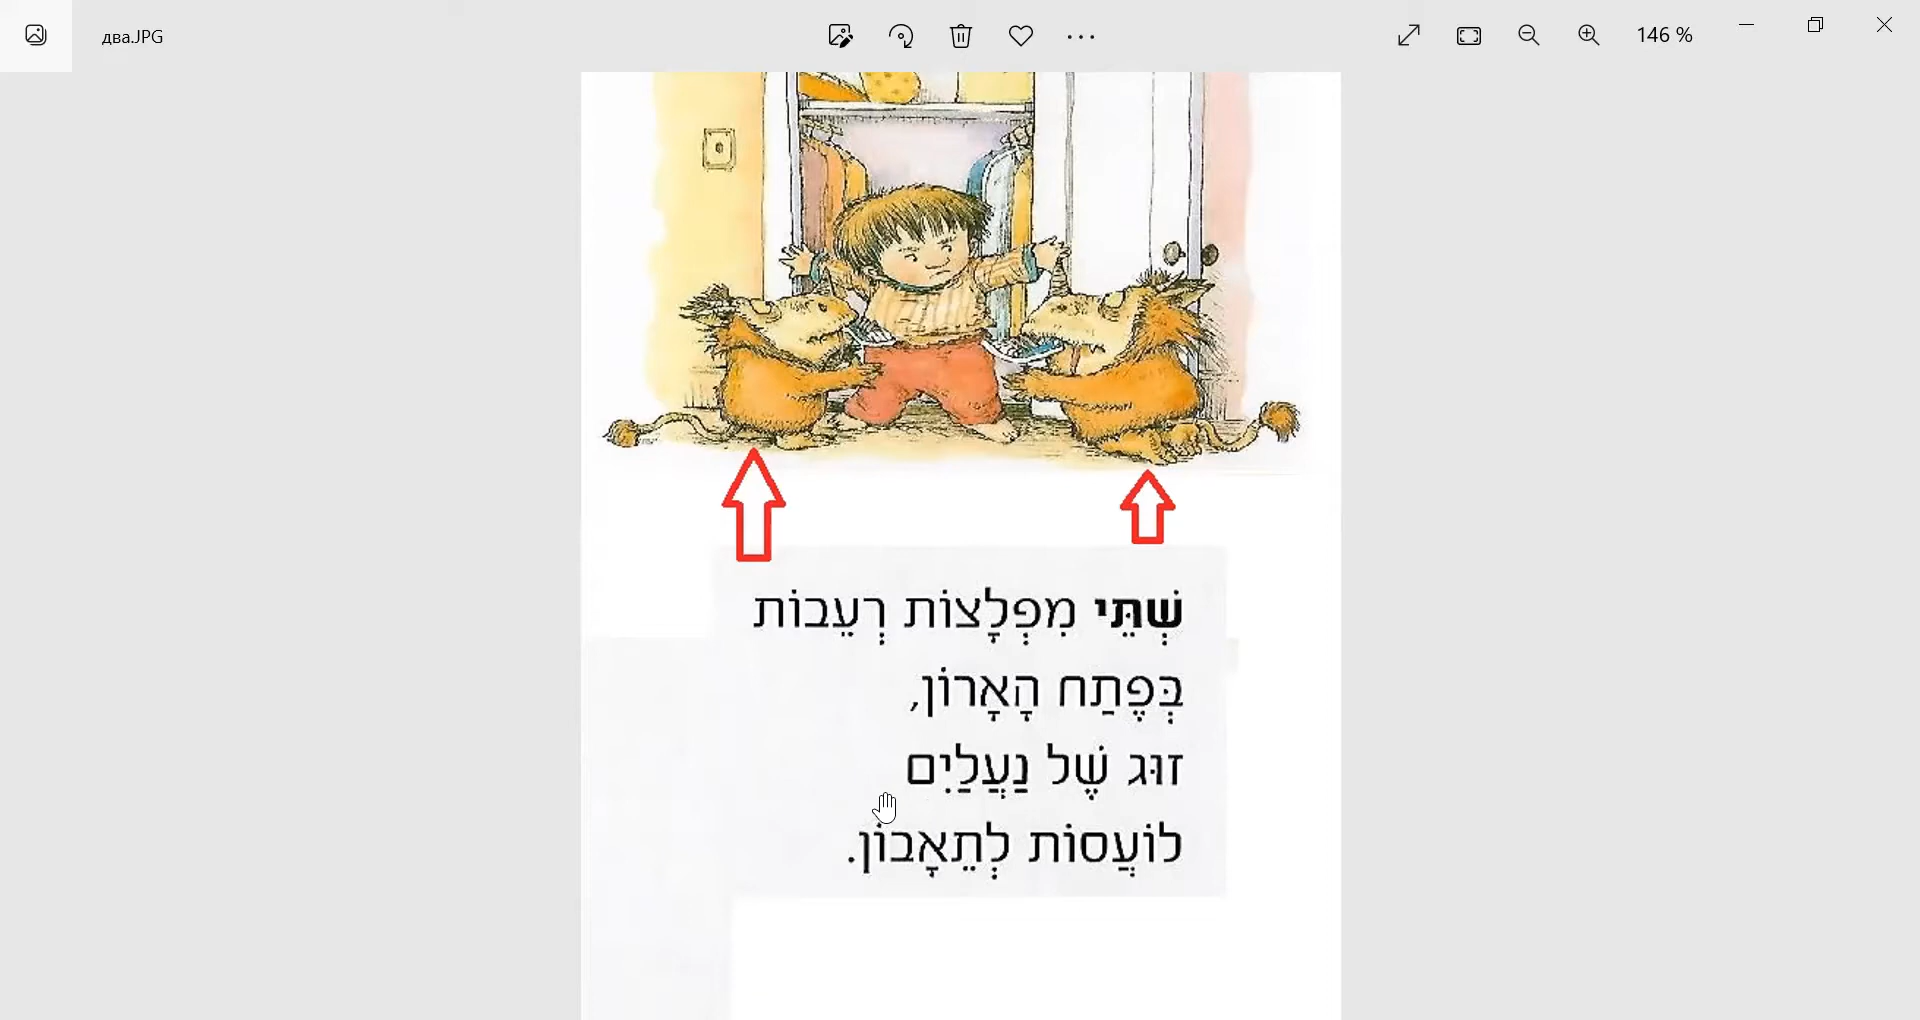 два.JPG
146 %
שְׁתֵּי מִפְלָצוֹת רְעֵבוֹת
בְּפֶתַח הָאָרוֹן,
זוּג שֶׁל נַעֲלַיִם
לוֹעֲסוֹת לְתֵאָבוֹן.